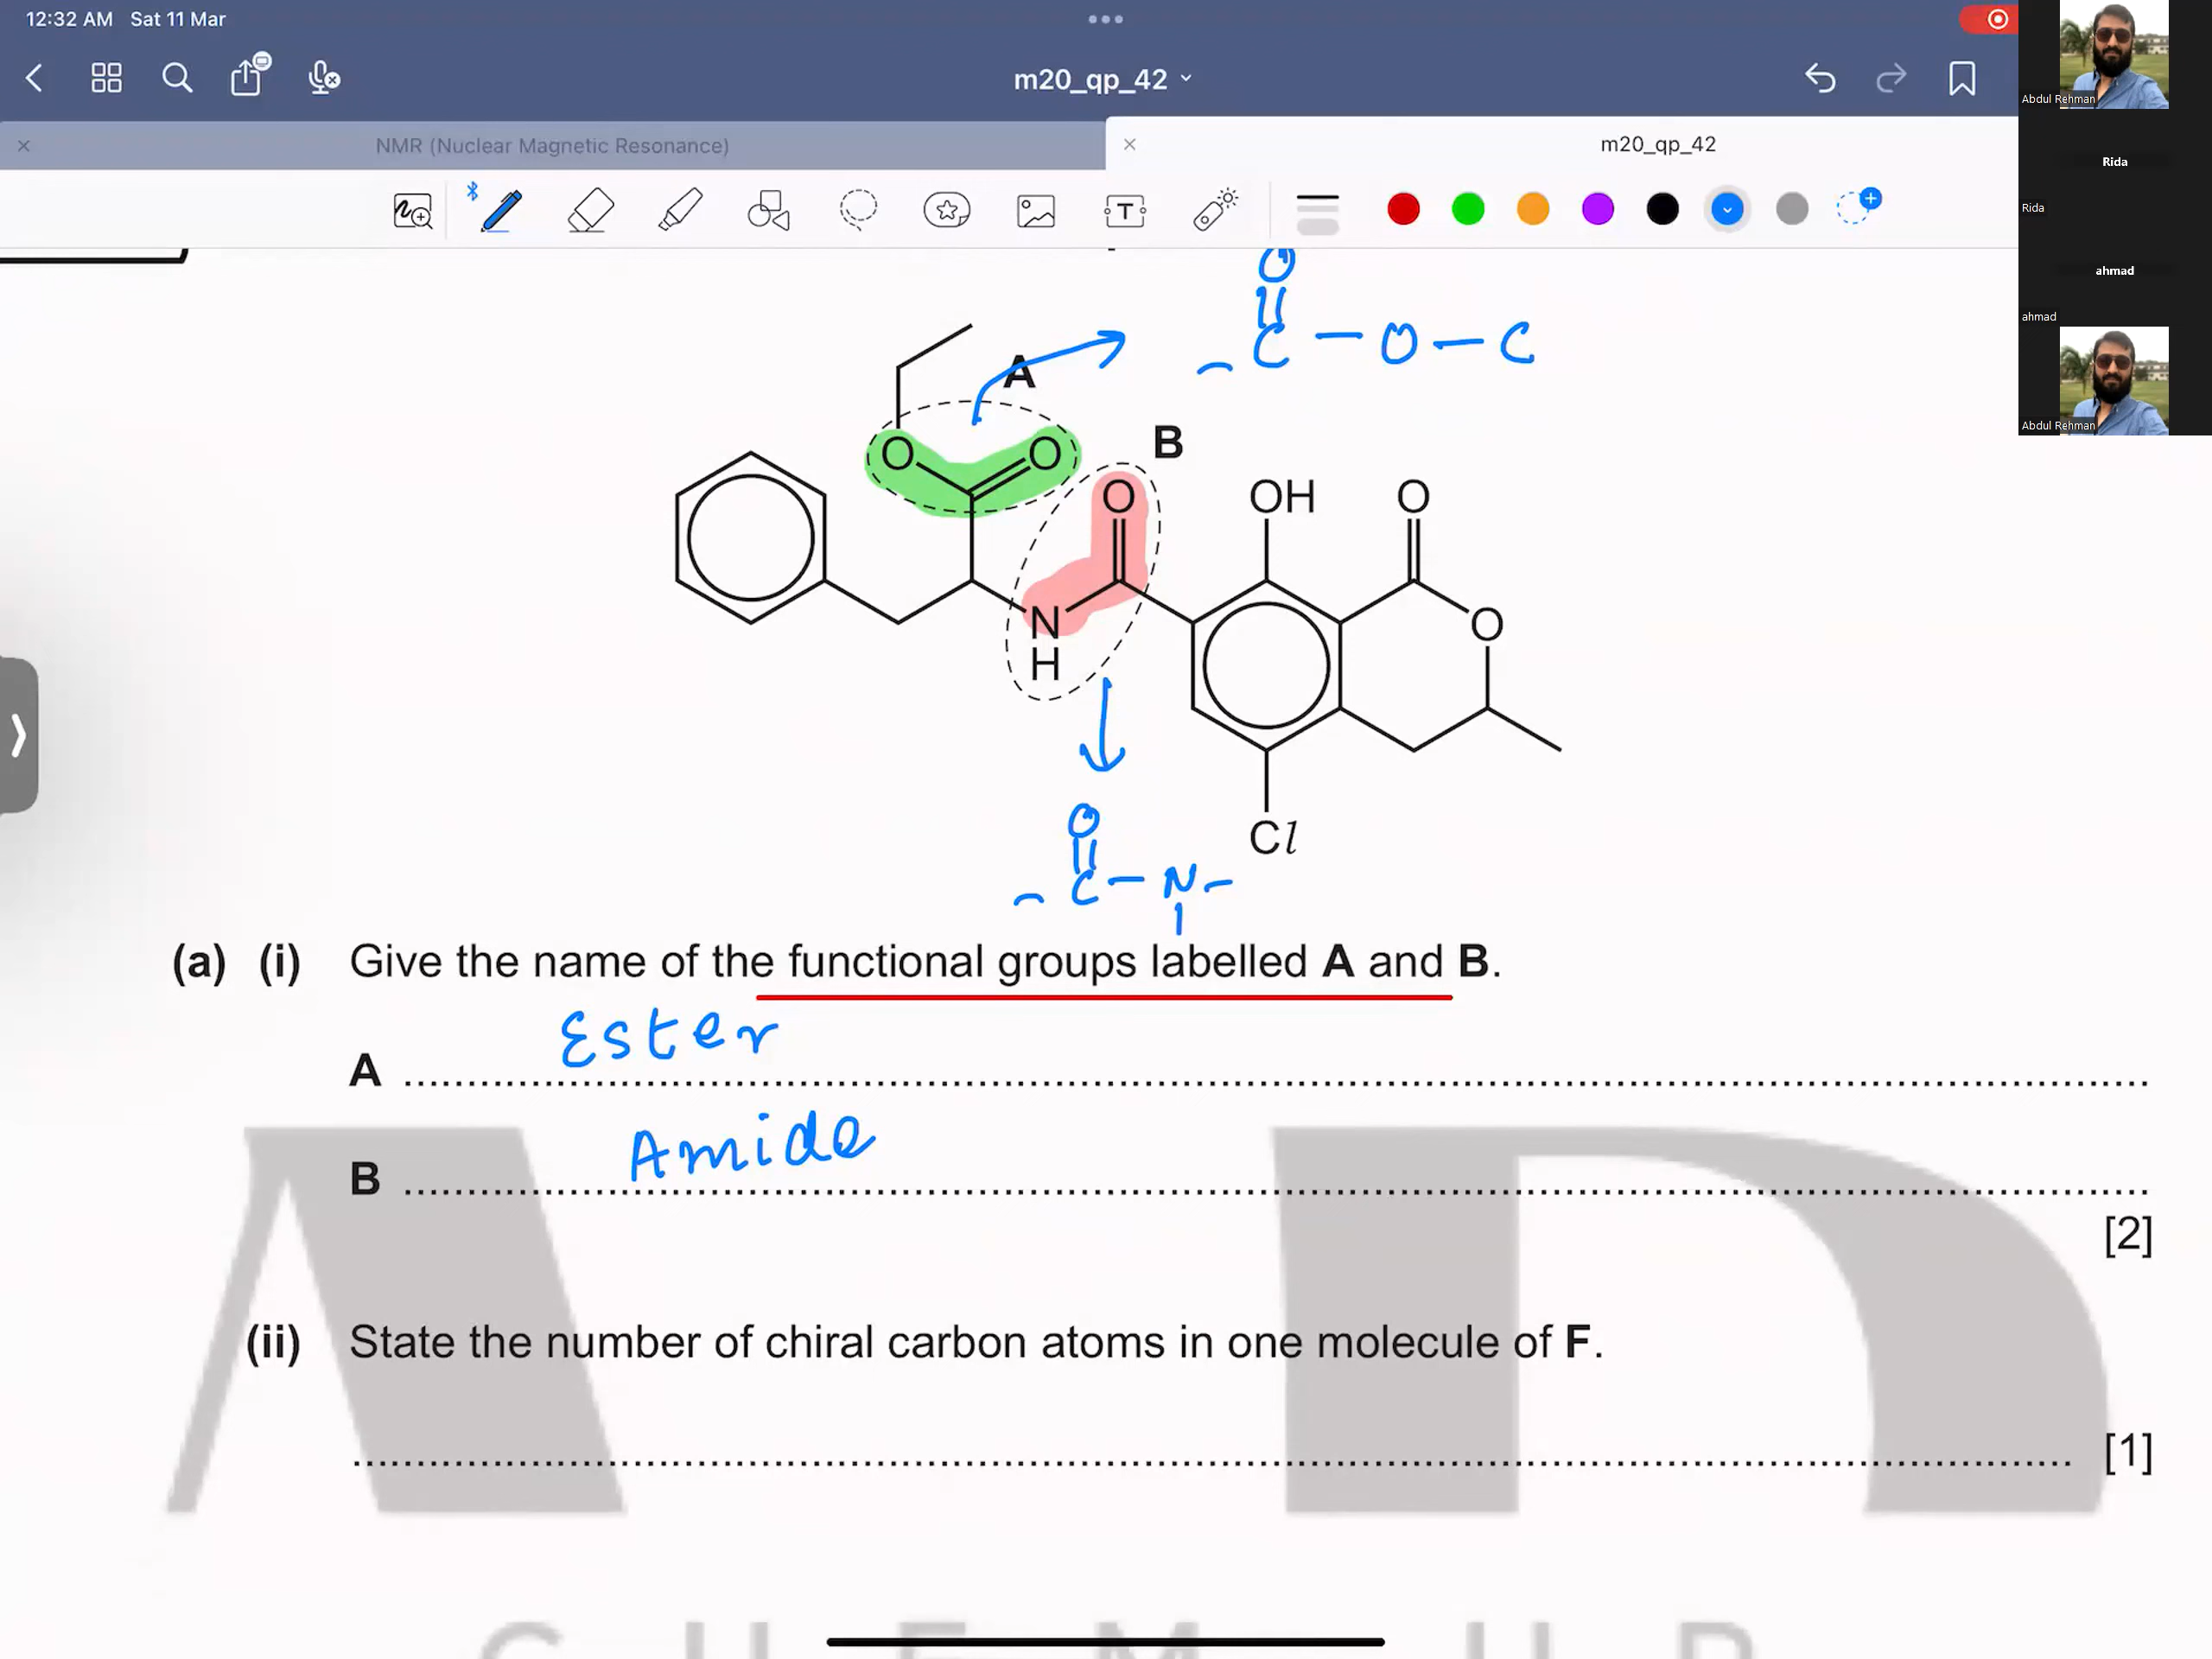 12:32 AM Sat 11 Mar
m20_qp_42
Abdul Rehman
NMR (Nuclear Magnetic Resonance)
m20_qp_42
Rida
Rida
ahmad
ahmad
Abdul Rehman
T
O
C - O - C
A
B
O
O
O
OH
O
N
H
O
Cl
O
- C - N -
(a) (i) Give the name of the functional groups labelled A and B.
Ester
A
Amide
B
[2]
(ii) State the number of chiral carbon atoms in one molecule of F.
[1]